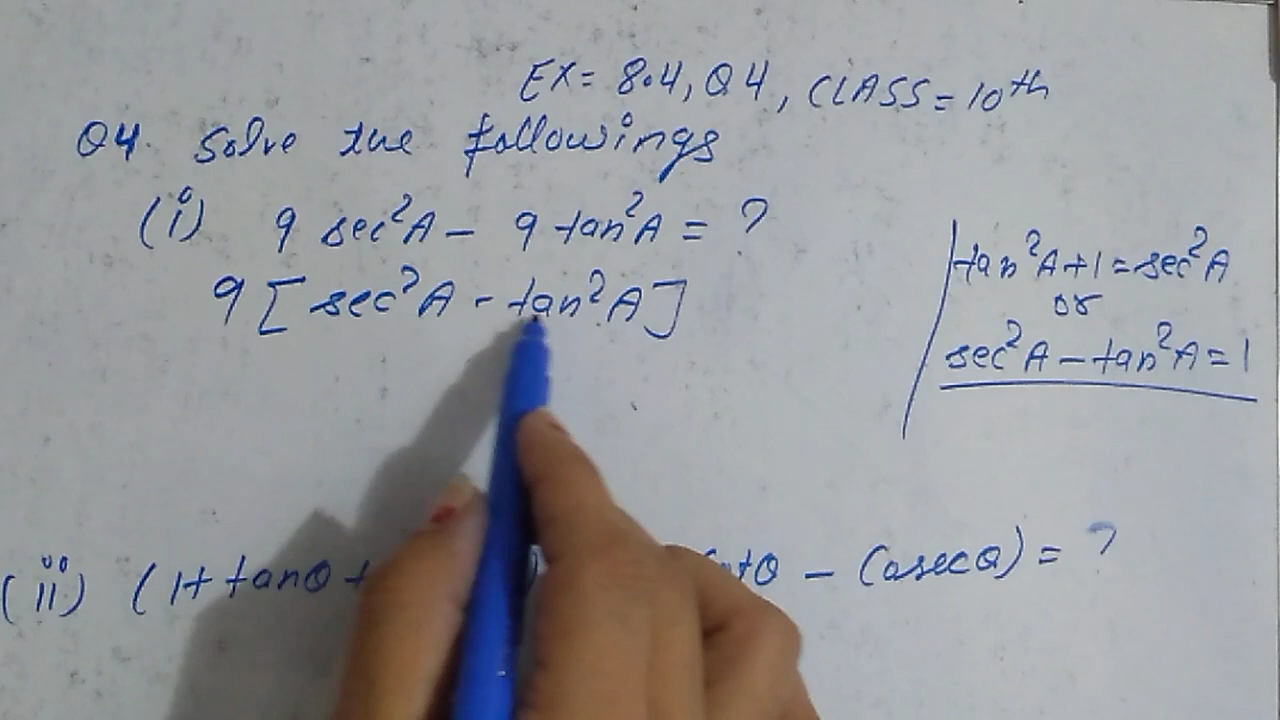 EX= 8.4, Q4, CLASS=10th
Q4. Solve the followings
(i) 9 sec²A - 9 tan²A = ?
9 [ sec²A - tan²A ]
tan²A+1=sec²A
or
sec²A - tan²A = 1
(ii) (1+ tanθ + otθ - Cosecθ) = ?